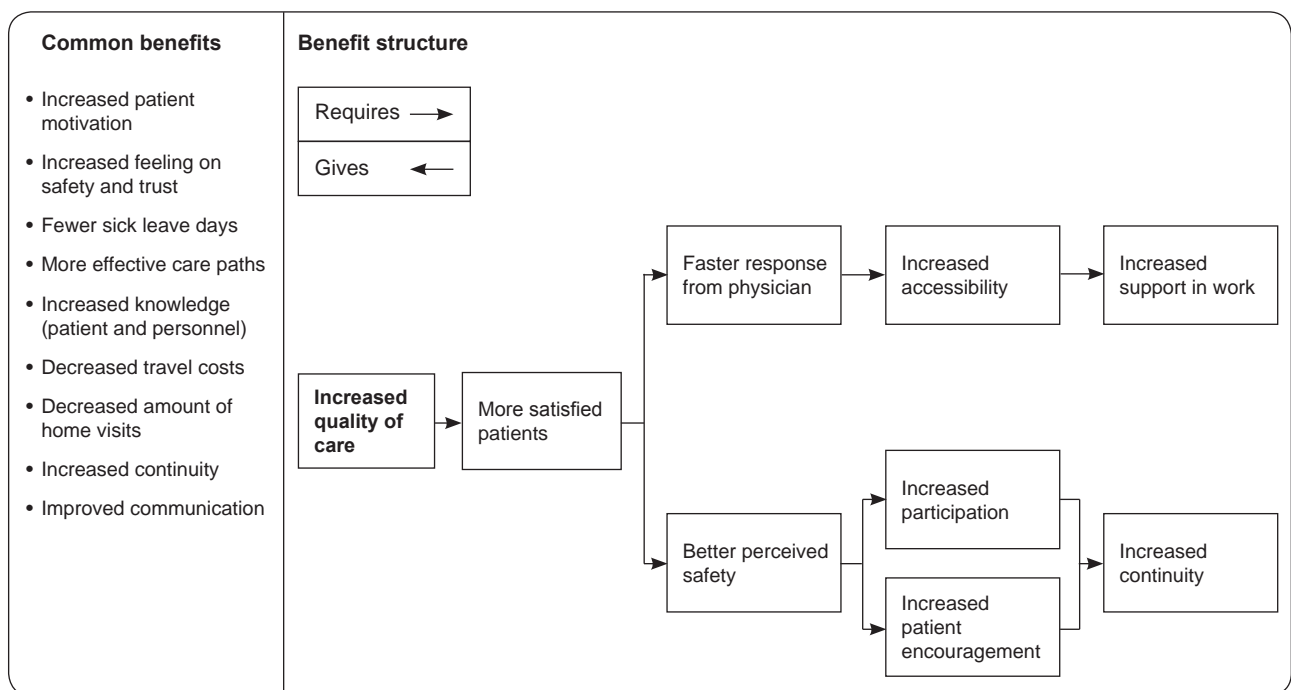 Common benefits
• Increased patient
motivation
• Increased feeling on
safety and trust
• Fewer sick leave days
• More effective care paths
• Increased knowledge
(patient and personnel)
• Decreased travel costs
• Decreased amount of
home visits
• Increased continuity
• Improved communication
Benefit structure
Requires
Gives
Increased
quality of
care
More satisfied
patients
Faster response
from physician
Increased
accessibility
Increased
support in work
Better perceived
safety
Increased
participation
Increased
patient
encouragement
Increased
continuity